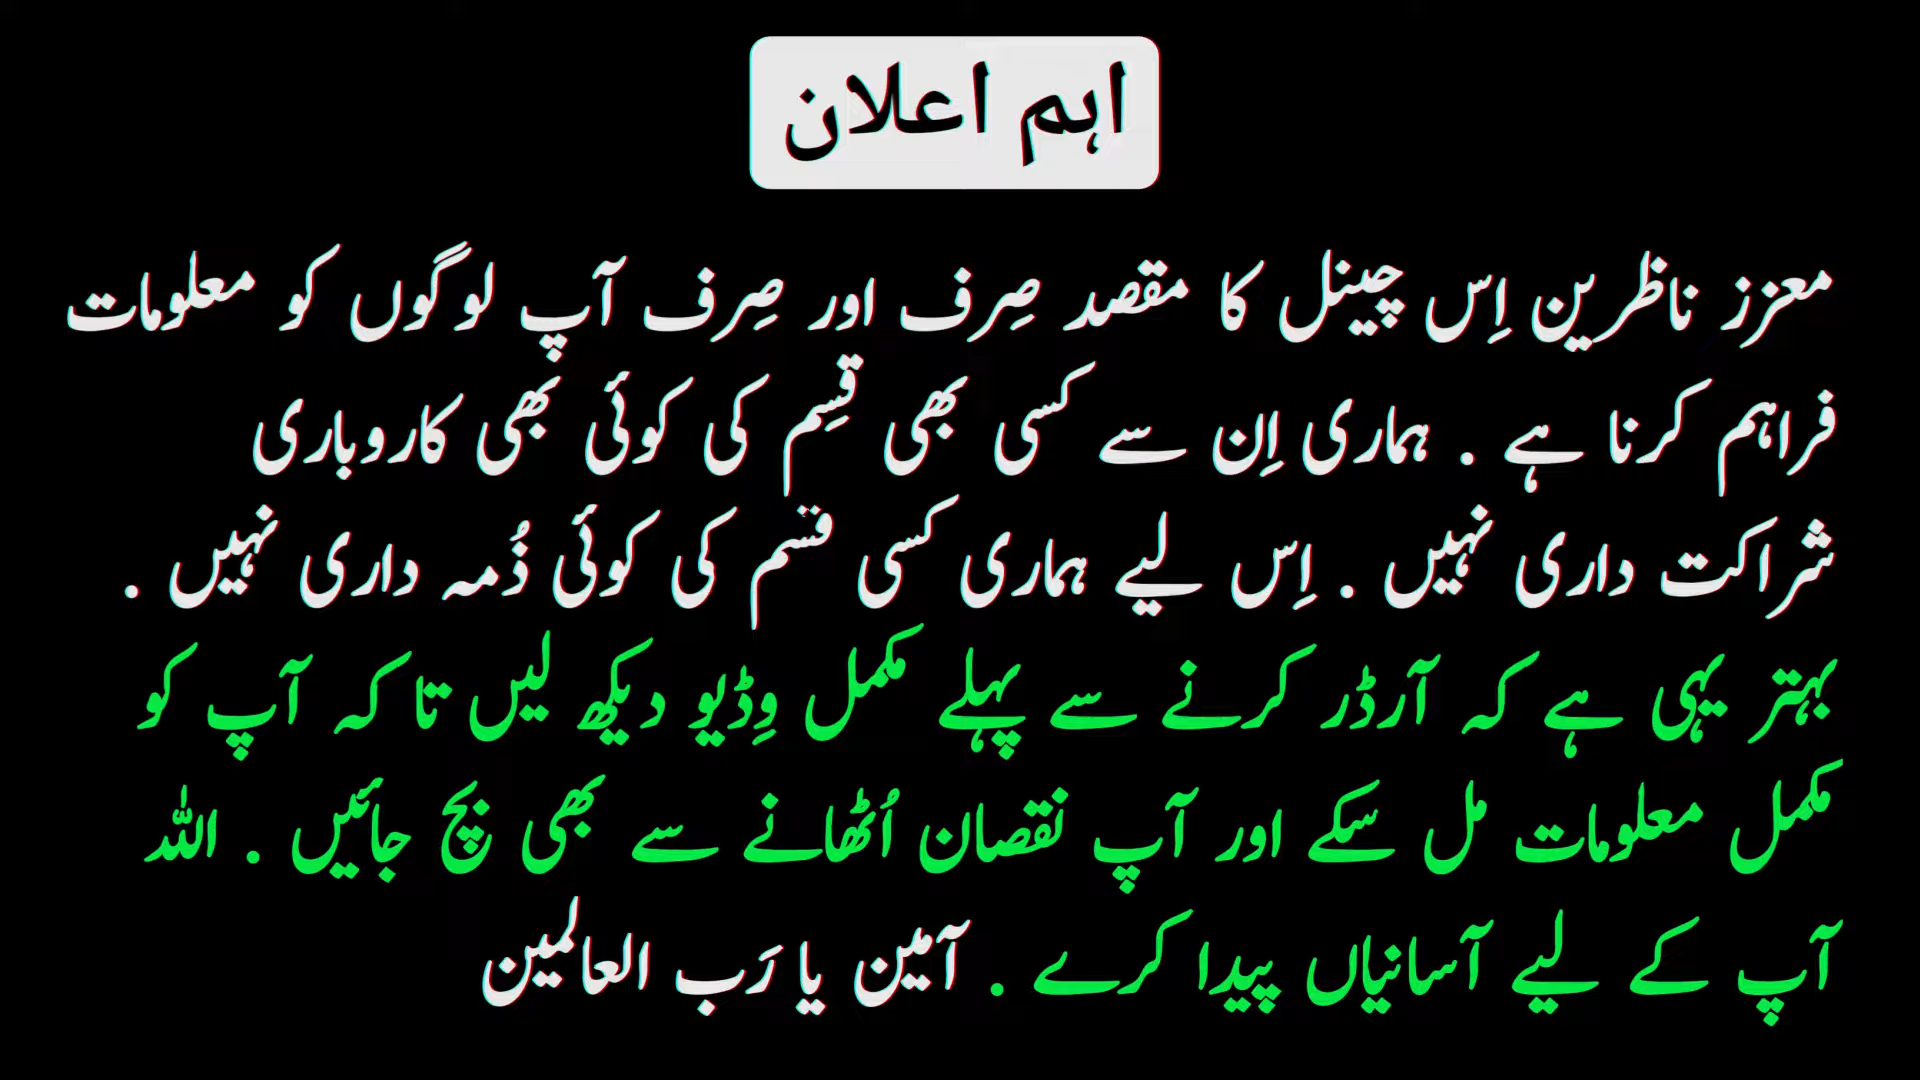 اہم اعلان
معزز ناظرین اِس چینل کا مقصد صِرف اور صِرف آپ لوگوں کو معلومات
فراہم کرنا ہے . ہماری اِن سے کسی بھی قسِم کی کوئی بھی کاروباری
شراکت داری نہیں . اِس لیے ہماری کسی قسم کی کوئی ذُمہ داری نہیں .
بہتر یہی ہے کہ آرڈر کرنے سے پہلے مکمل وِڈیو دیکھ لیں تا کہ آپ کو
مکمل معلومات مل سکے اور آپ نقصان اُٹھانے سے بھی بچ جائیں . اللہ
آپ کے لیے آسانیاں پیدا کرے . آمین یا رَب العالمین